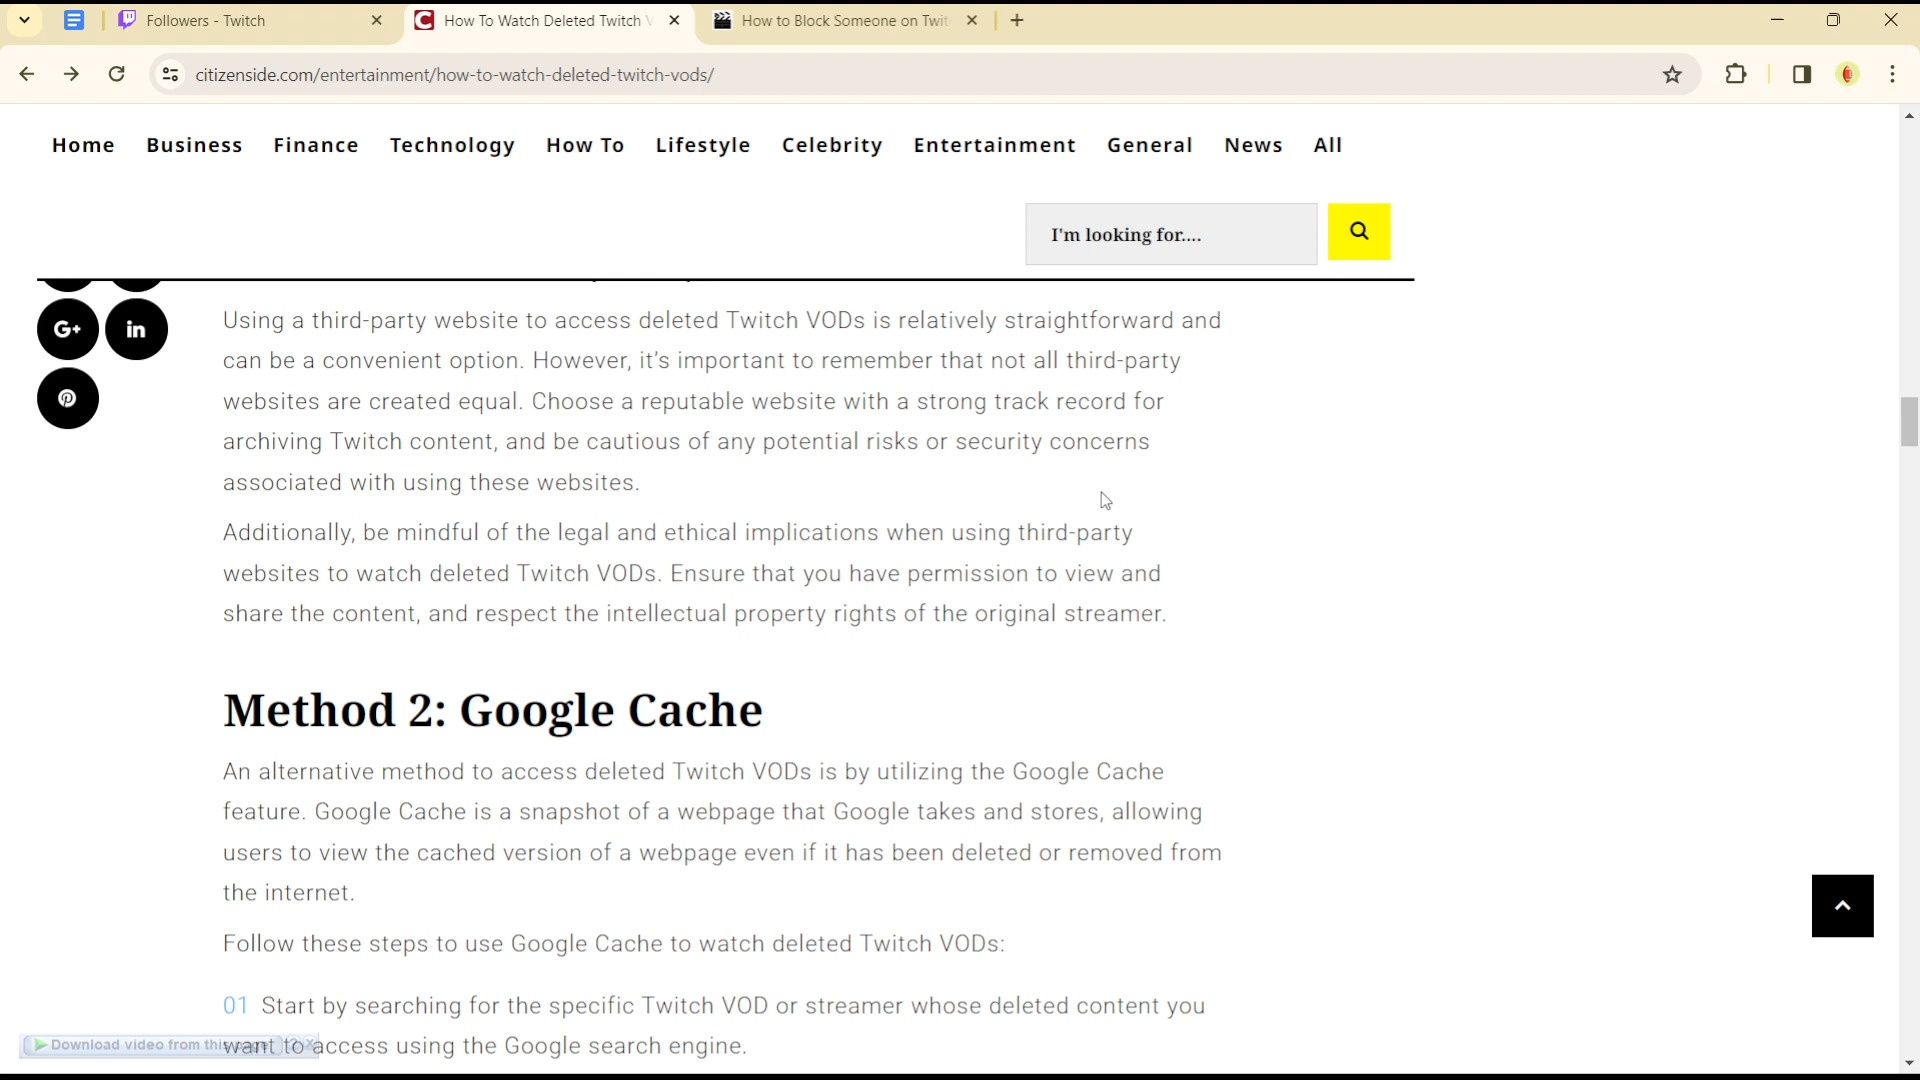 Followers - Twitch
How To Watch Deleted Twitch V
How to Block Someone on Twit
citizenside.com/entertainment/how-to-watch-deleted-twitch-vods/
Home Business Finance Technology How To Lifestyle Celebrity Entertainment General News All
I'm looking for....
G+ in
Using a third-party website to access deleted Twitch VODs is relatively straightforward and
can be a convenient option. However, it's important to remember that not all third-party
websites are created equal. Choose a reputable website with a strong track record for
archiving Twitch content, and be cautious of any potential risks or security concerns
associated with using these websites.
Additionally, be mindful of the legal and ethical implications when using third-party
websites to watch deleted Twitch VODs. Ensure that you have permission to view and
share the content, and respect the intellectual property rights of the original streamer.
Method 2: Google Cache
An alternative method to access deleted Twitch VODs is by utilizing the Google Cache
feature. Google Cache is a snapshot of a webpage that Google takes and stores, allowing
users to view the cached version of a webpage even if it has been deleted or removed from
the internet.
Follow these steps to use Google Cache to watch deleted Twitch VODs:
01 Start by searching for the specific Twitch VOD or streamer whose deleted content you
want to access using the Google search engine.
Download video from this page